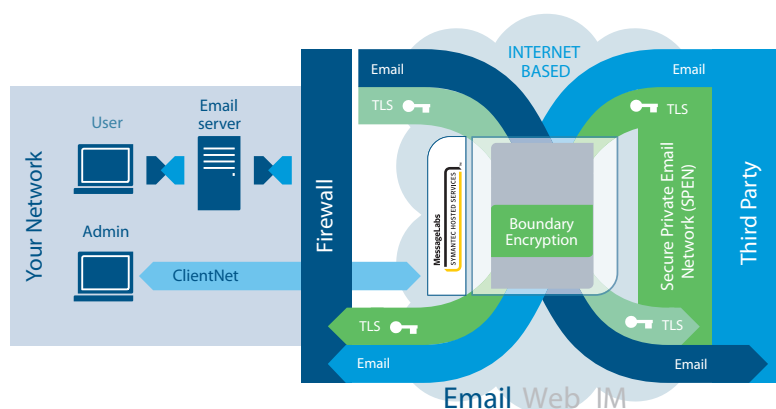 INTERNET
BASED
Email
Email
TLS
TLS
Your Network
User
Email
server
Admin
ClientNet
Firewall
MessageLabs
SYMANTEC HOSTED SERVICES
Boundary
Encryption
Secure Private Email
Network (SPEN)
Third Party
TLS
TLS
Email
Email
Email Web IM